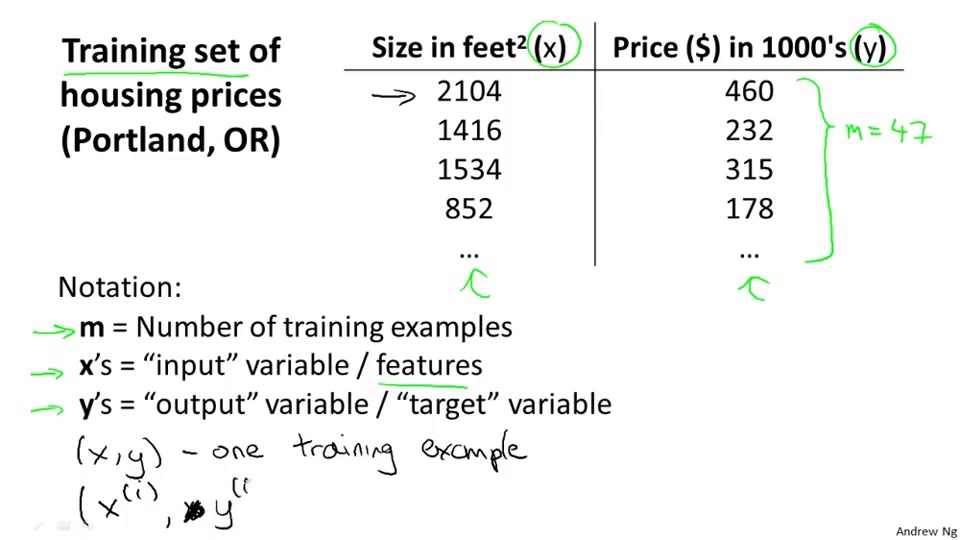 Training set of
housing prices
(Portland, OR)
Size in feet² (x) Price ($) in 1000's (y)
2104 460
1416 232
1534 315
852 178
... ...
m = 47
Notation:
m = Number of training examples
x's = “input” variable / features
y's = “output” variable / “target” variable
(x,y) - one training example
(x^(i), y^(i
Andrew Ng